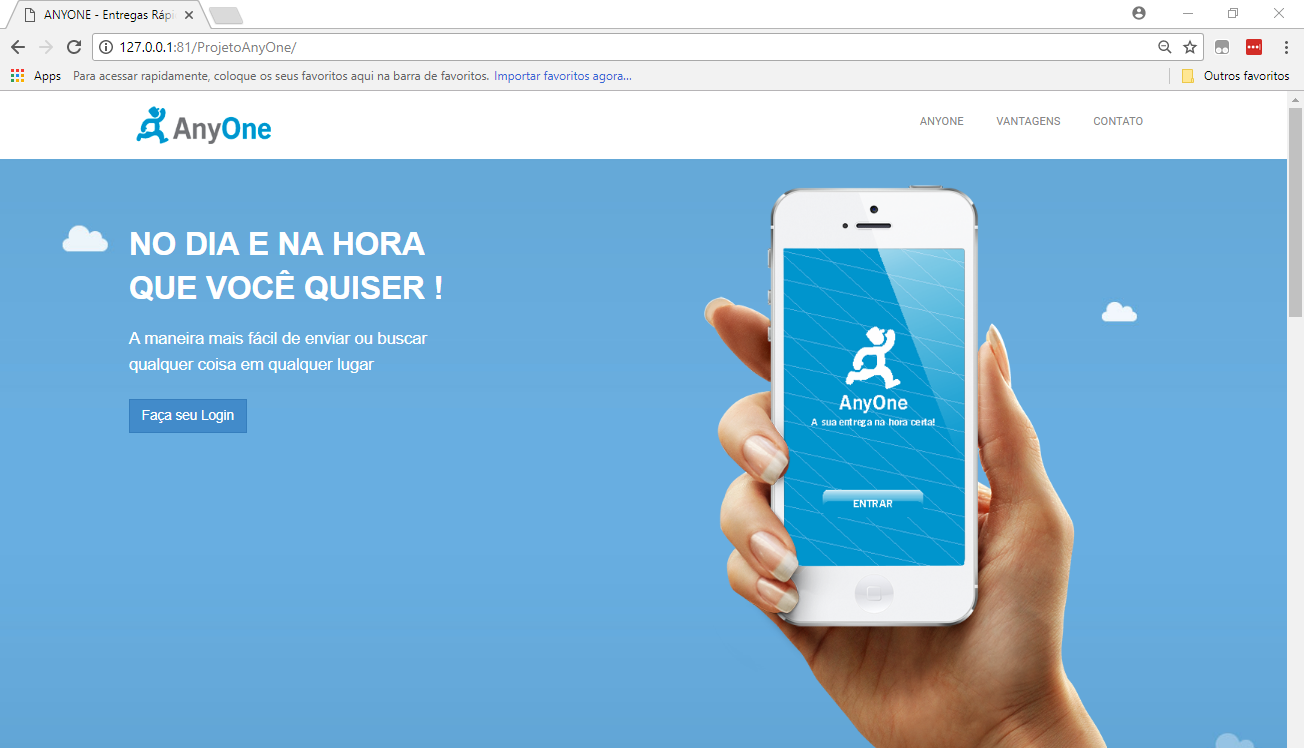 ANYONE - Entregas Ráp
127.0.0.1:81/ProjetoAnyOne/
Apps Para acessar rapidamente, coloque os seus favoritos aqui na barra de favoritos. Importar favoritos agora... Outros favoritos
AnyOne ANYONE VANTAGENS CONTATO
NO DIA E NA HORA
QUE VOCÊ QUISER !
A maneira mais fácil de enviar ou buscar
qualquer coisa em qualquer lugar
Faça seu Login
AnyOne
A sua entrega na hora certa!
ENTRAR